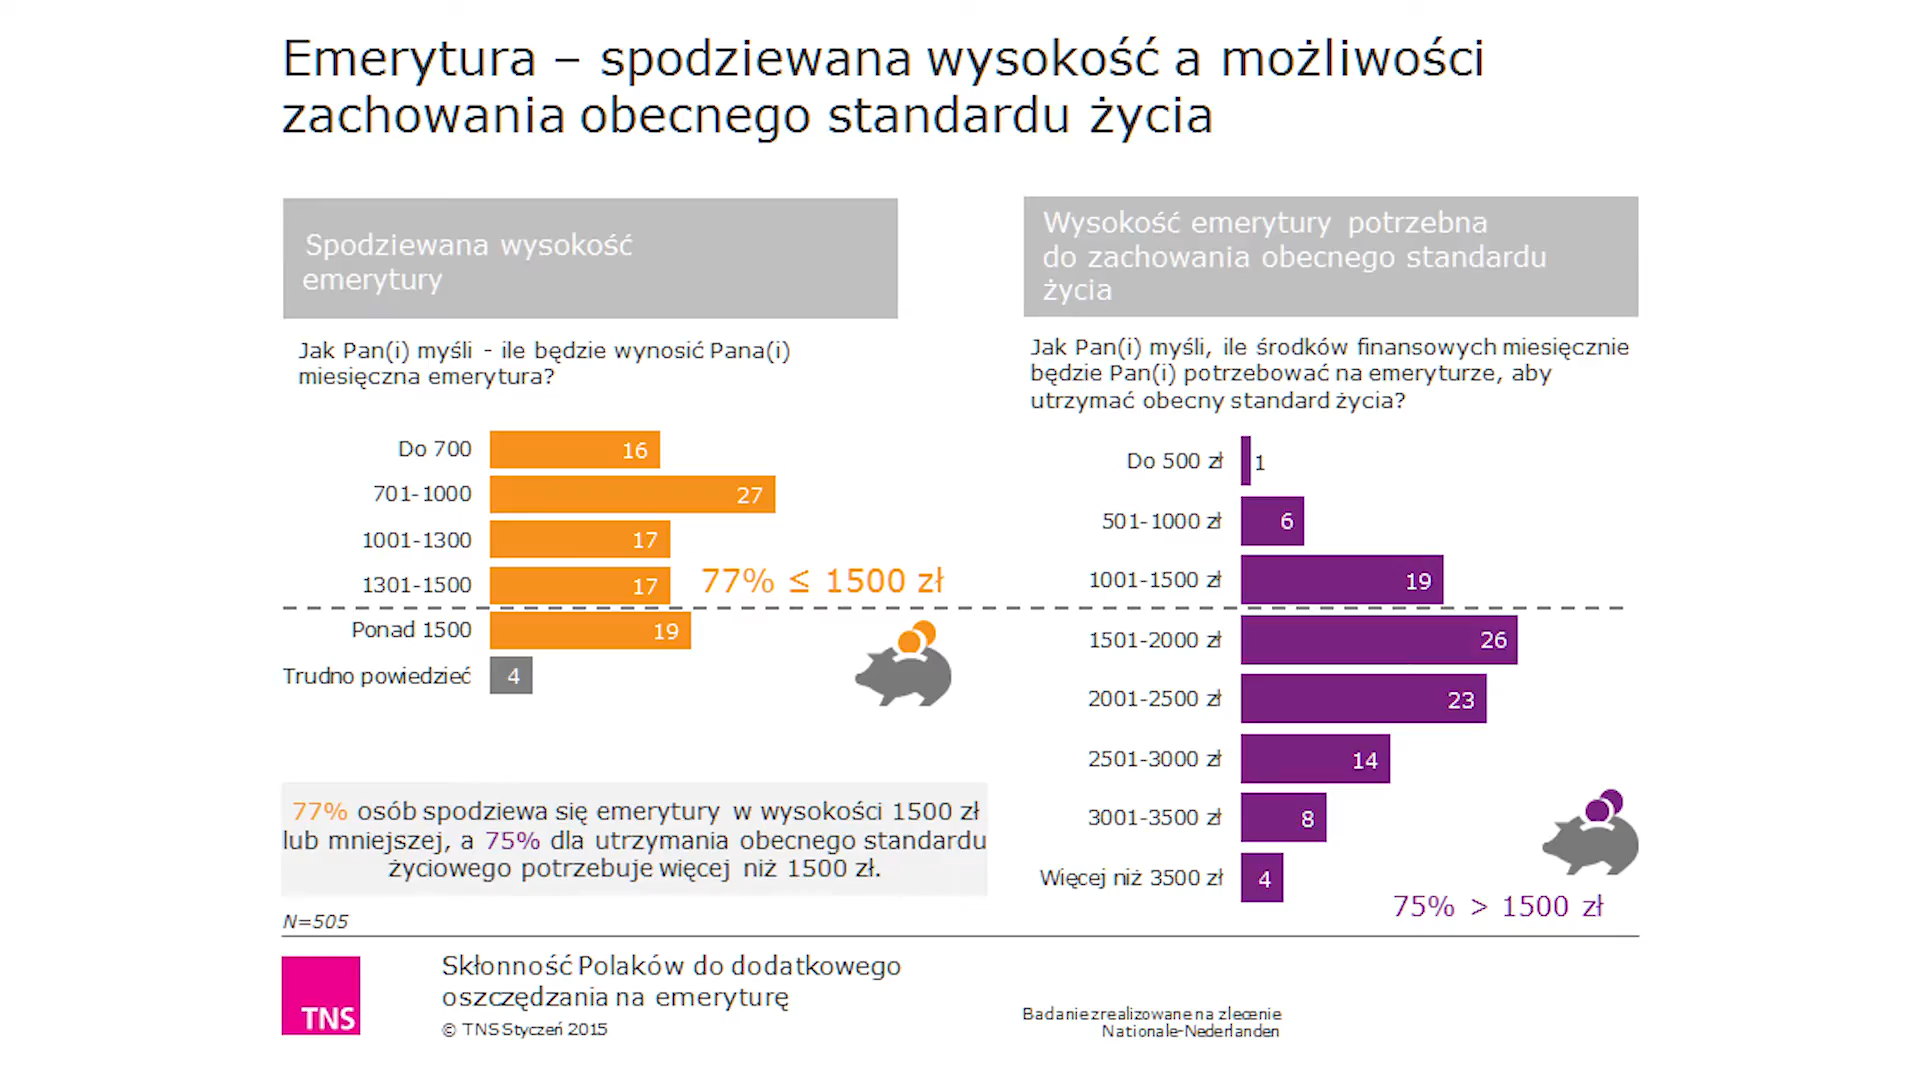 Emerytura – spodziewana wysokość a możliwości
zachowania obecnego standardu życia
Spodziewana wysokość
emerytury
Jak Pan(i) myśli - ile będzie wynosić Pana(i)
miesięczna emerytura?
Do 700 16
701-1000 27
1001-1300 17
1301-1500 17
77% ≤ 1500 zł
Ponad 1500 19
Trudno powiedzieć 4
77% osób spodziewa się emerytury w wysokości 1500 zł
lub mniejszej, a 75% dla utrzymania obecnego standardu
życiowego potrzebuje więcej niż 1500 zł.
N=505
Wysokość emerytury potrzebna
do zachowania obecnego standardu
życia
Jak Pan(i) myśli, ile środków finansowych miesięcznie
będzie Pan(i) potrzebować na emeryturze, aby
utrzymać obecny standard życia?
Do 500 zł 1
501-1000 zł 6
1001-1500 zł 19
1501-2000 zł 26
2001-2500 zł 23
2501-3000 zł 14
3001-3500 zł 8
Więcej niż 3500 zł 4
75% > 1500 zł
TNS
Skłonność Polaków do dodatkowego
oszczędzania na emeryturę
© TNS Styczeń 2015
Badanie zrealizowane na zlecenie
Nationale-Nederlanden